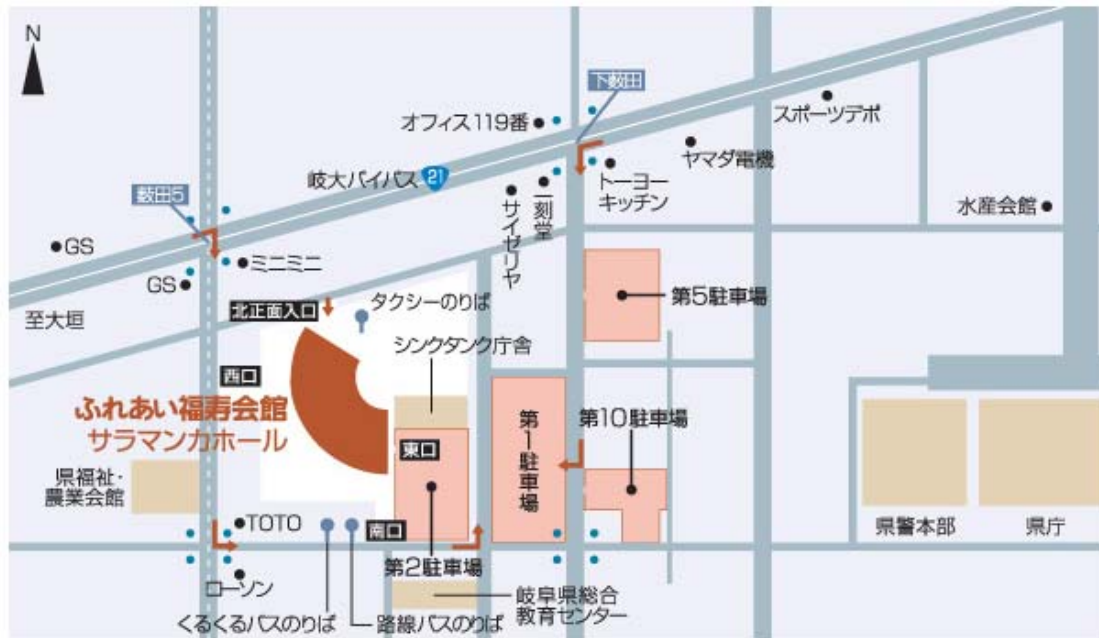 N
下薮田
スポーツデポ
オフィス119番
ヤマダ電機
岐大バイパス
21
トーヨー
キッチン
一刻堂
サイゼリヤ
薮田5
水産会館
GS
ミニミニ
GS
至大垣
北正面入口
タクシーのりば
第5駐車場
シンクタンク庁舎
西口
ふれあい福寿会館
サラマンカホール
第1駐車場
第10駐車場
東口
県福祉・
農業会館
TOTO
南口
県警本部
県庁
第2駐車場
ローソン
岐阜県総合
教育センター
くるくるバスのりば
路線バスのりば